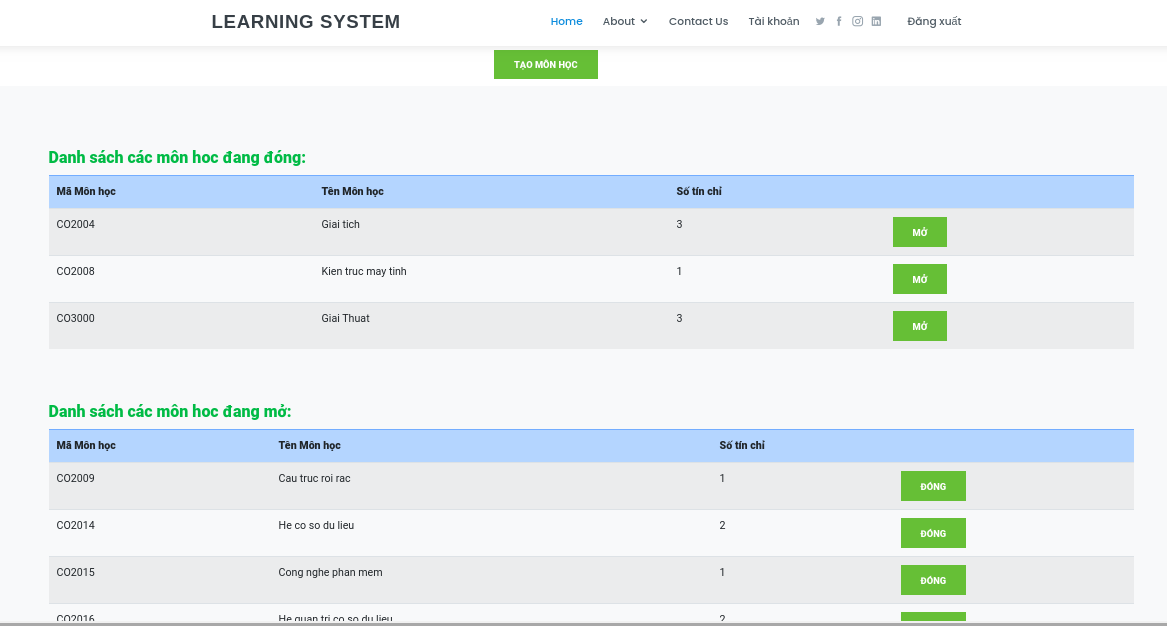 LEARNING SYSTEM
Home About Contact Us Tài khoản Đăng xuất
TẠO MÔN HỌC
Danh sách các môn hoc đang đóng:
Mã Môn học Tên Môn học Số tín chỉ
CO2004 Giai tich 3 MỞ
CO2008 Kien truc may tinh 1 MỞ
CO3000 Giai Thuat 3 MỞ
Danh sách các môn hoc đang mở:
Mã Môn học Tên Môn học Số tín chỉ
CO2009 Cau truc roi rac 1 ĐÓNG
CO2014 He co so du lieu 2 ĐÓNG
CO2015 Cong nghe phan mem 1 ĐÓNG
CO2016 He quan tri co so du lieu 2